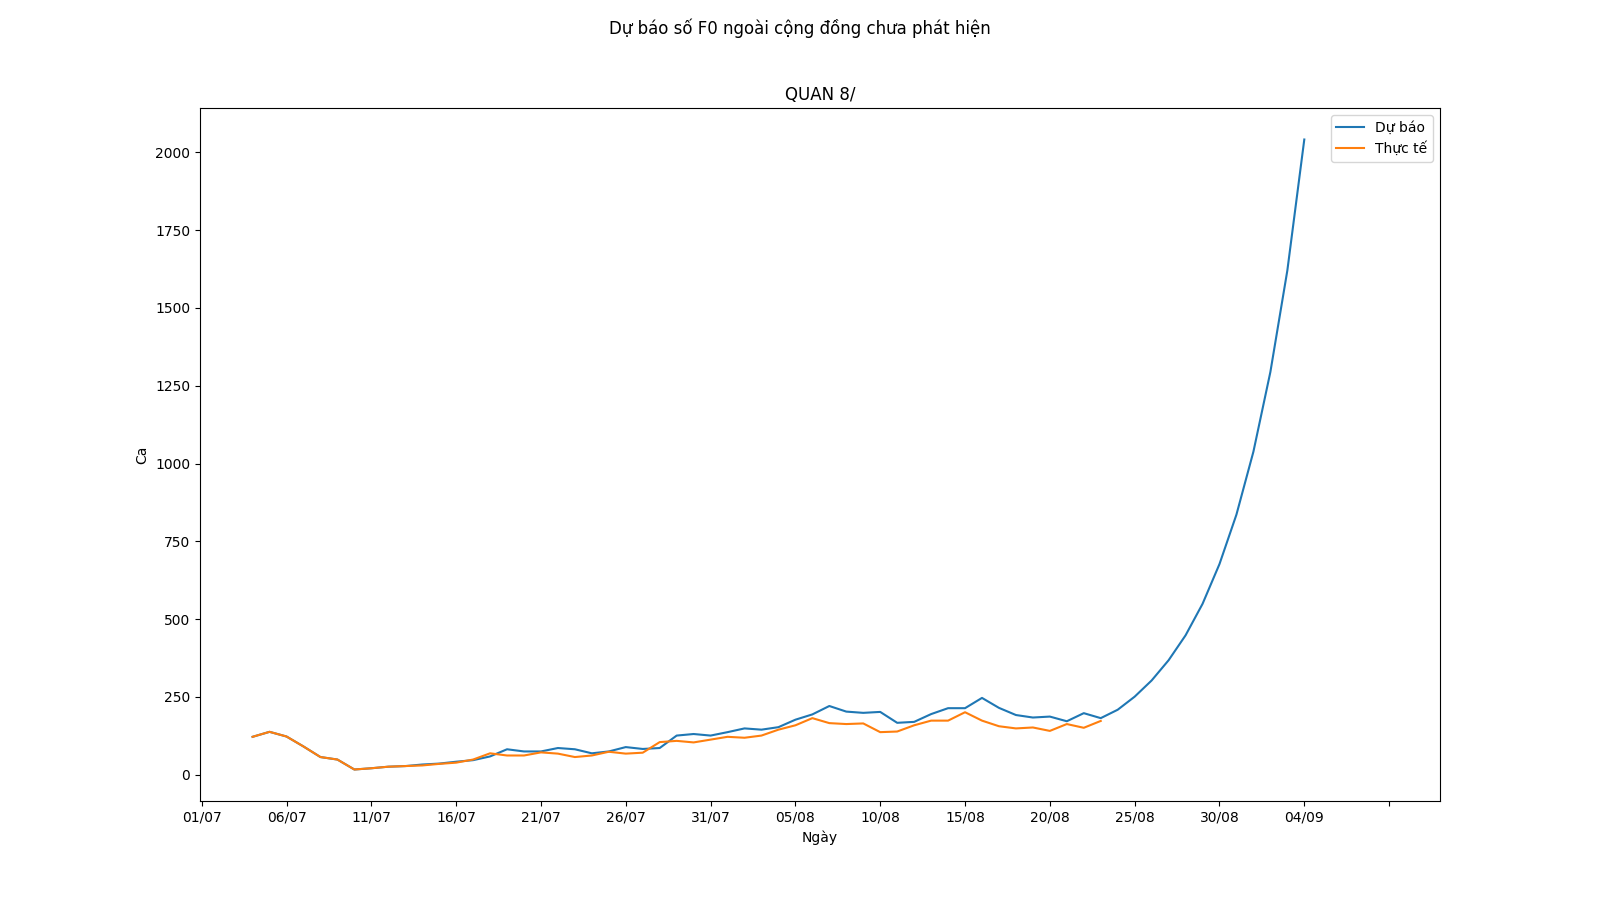 Dự báo số F0 ngoài cộng đồng chưa phát hiện
QUAN 8/
Dự báo
Thực tế
2000
1750
1500
1250
1000
750
500
250
0
Ca
01/07 06/07 11/07 16/07 21/07 26/07 31/07 05/08 10/08 15/08 20/08 25/08 30/08 04/09
Ngày